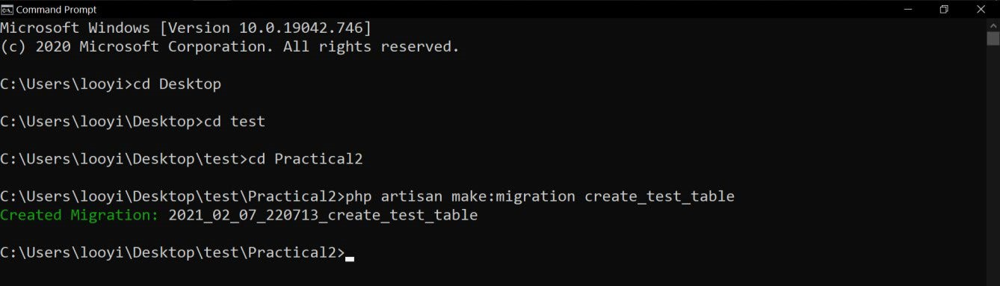 Command Prompt
Microsoft Windows [Version 10.0.19042.746]
(c) 2020 Microsoft Corporation. All rights reserved.
C:\Users\looyi>cd Desktop
C:\Users\looyi\Desktop>cd test
C:\Users\looyi\Desktop\test>cd Practical2
C:\Users\looyi\Desktop\test\Practical2>php artisan make:migration create_test_table
Created Migration: 2021_02_07_220713_create_test_table
C:\Users\looyi\Desktop\test\Practical2>